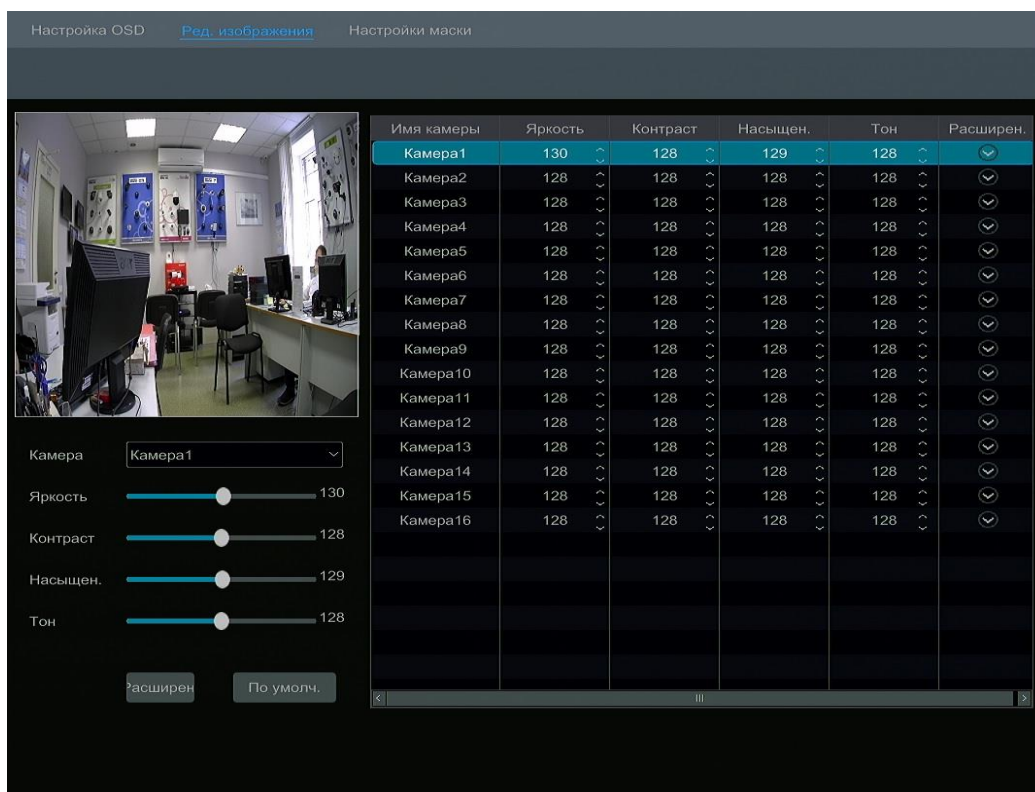 Настройка OSD Ред. изображения Настройки маски
Имя камеры Яркость Контраст Насыщен. Тон Расширен.
Камера1 130 128 129 128
Камера2 128 128 128 128
Камера3 128 128 128 128
Камера4 128 128 128 128
Камера5 128 128 128 128
Камера6 128 128 128 128
Камера7 128 128 128 128
Камера8 128 128 128 128
Камера9 128 128 128 128
Камера10 128 128 128 128
Камера11 128 128 128 128
Камера12 128 128 128 128
Камера13 128 128 128 128
Камера14 128 128 128 128
Камера15 128 128 128 128
Камера16 128 128 128 128
Камера Камера1
Яркость 130
Контраст 128
Насыщен. 129
Тон 128
Расширен По умолч.